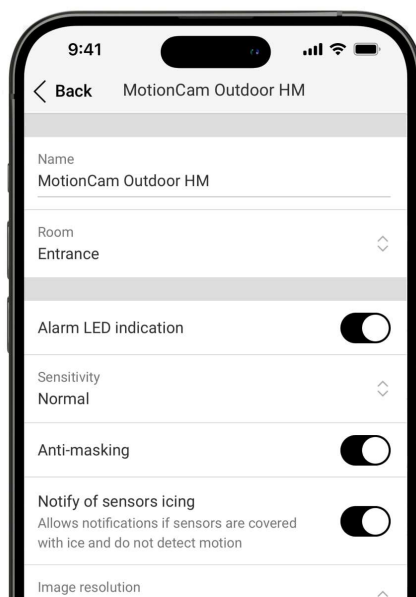 9:41
Back MotionCam Outdoor HM
Name
MotionCam Outdoor HM
Room
Entrance
Alarm LED indication
Sensitivity
Normal
Anti-masking
Notify of sensors icing
Allows notifications if sensors are covered
with ice and do not detect motion
Image resolution